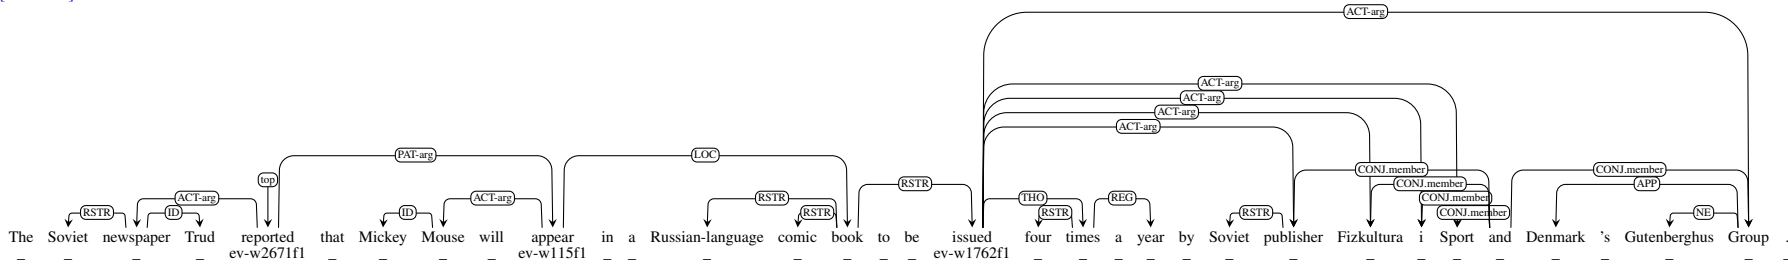 ACT-arg
ACT-arg
ACT-arg
ACT-arg
ACT-arg
PAT-arg LOC
CONJ.member CONJ.member
top RSTR CONJ.member APP
ACT-arg ACT-arg RSTR THO REG CONJ.member
RSTR ID ID RSTR RSTR RSTR CONJ.member NE
The Soviet newspaper Trud reported that Mickey Mouse will appear in a Russian-language comic book to be issued four times a year by Soviet publisher Fizkultura i Sport and Denmark 's Gutenberghus Group .
ev-w2671f1 ev-w115f1 ev-w1762f1
_ _ _ _ _ _ _ _ _ _ _ _ _ _ _ _ _ _ _ _ _ _ _ _ _ _ _ _ _